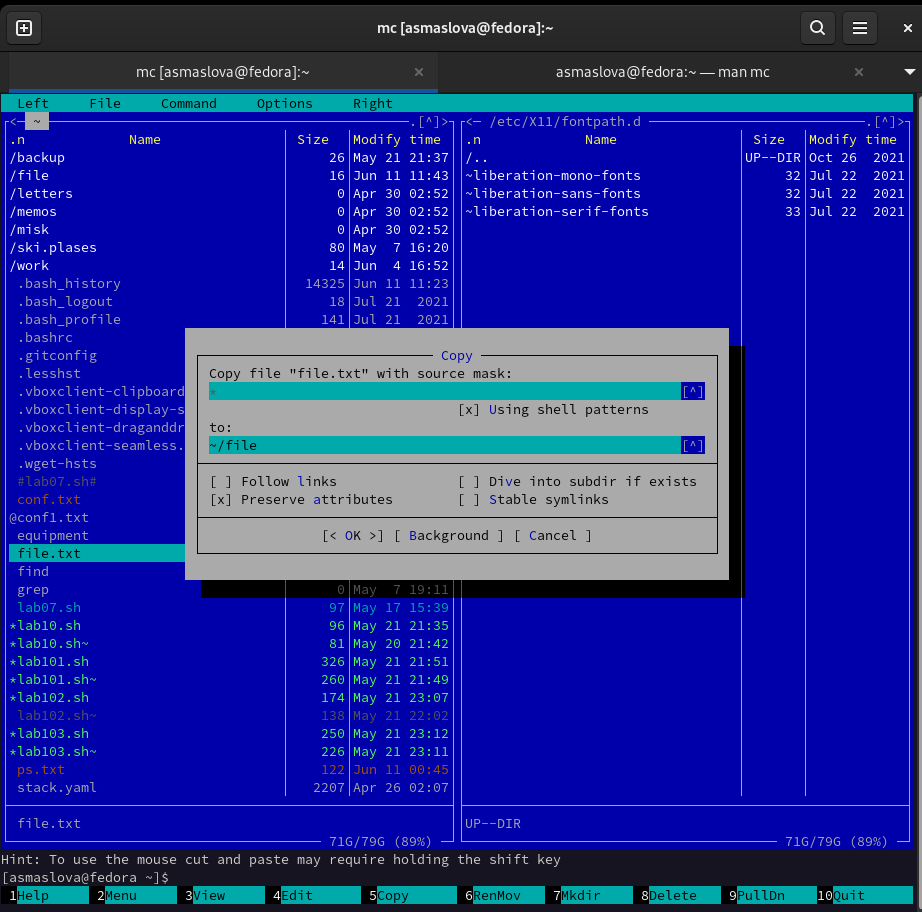 mc [asmaslova@fedora]:~
mc [asmaslova@fedora]:~ × asmaslova@fedora:~ — man mc ×
Left File Command Options Right
<─ ~ .[^]> <─ /etc/X11/fontpath.d .[^]>
.n Name Size Modify time .n Name Size Modify time
/backup 26 May 21 21:37 /.. UP--DIR Oct 26 2021
/file 16 Jun 11 11:43 ~liberation-mono-fonts 32 Jul 22 2021
/letters 0 Apr 30 02:52 ~liberation-sans-fonts 32 Jul 22 2021
/memos 0 Apr 30 02:52 ~liberation-serif-fonts 33 Jul 22 2021
/misk 0 Apr 30 02:52
/ski.plases 80 May 7 16:20
/work 14 Jun 4 16:52
.bash_history 14325 Jun 11 11:23
.bash_logout 18 Jul 21 2021
.bash_profile 141 Jul 21 2021
.bashrc
.gitconfig Copy
.lesshst Copy file "file.txt" with source mask:
.vboxclient-clipboard * [^]
.vboxclient-display-s [x] Using shell patterns
.vboxclient-draganddr to:
.vboxclient-seamless. ~/file [^]
.wget-hsts
#lab07.sh# [ ] Follow links [ ] Dive into subdir if exists
conf.txt [x] Preserve attributes [ ] Stable symlinks
@conf1.txt
equipment [< OK >] [ Background ] [ Cancel ]
file.txt
find
grep 0 May 7 19:11
lab07.sh 97 May 17 15:39
*lab10.sh 96 May 21 21:35
*lab10.sh~ 81 May 20 21:42
*lab101.sh 326 May 21 21:51
*lab101.sh~ 260 May 21 21:49
*lab102.sh 174 May 21 23:07
lab102.sh~ 138 May 21 22:02
*lab103.sh 250 May 21 23:12
*lab103.sh~ 226 May 21 23:11
ps.txt 122 Jun 11 00:45
stack.yaml 2207 Apr 26 02:07
file.txt UP--DIR
71G/79G (89%) 71G/79G (89%)
Hint: To use the mouse cut and paste may require holding the shift key
[asmaslova@fedora ~]$
1Help 2Menu 3View 4Edit 5Copy 6RenMov 7Mkdir 8Delete 9PullDn 10Quit